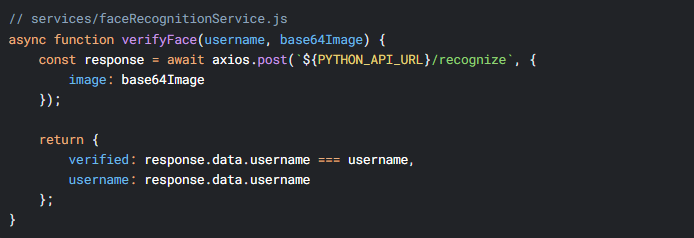 // services/faceRecognitionService.js
async function verifyFace(username, base64Image) {
    const response = await axios.post(`${PYTHON_API_URL}/recognize`, {
        image: base64Image
    });

    return {
        verified: response.data.username === username,
        username: response.data.username
    };
}